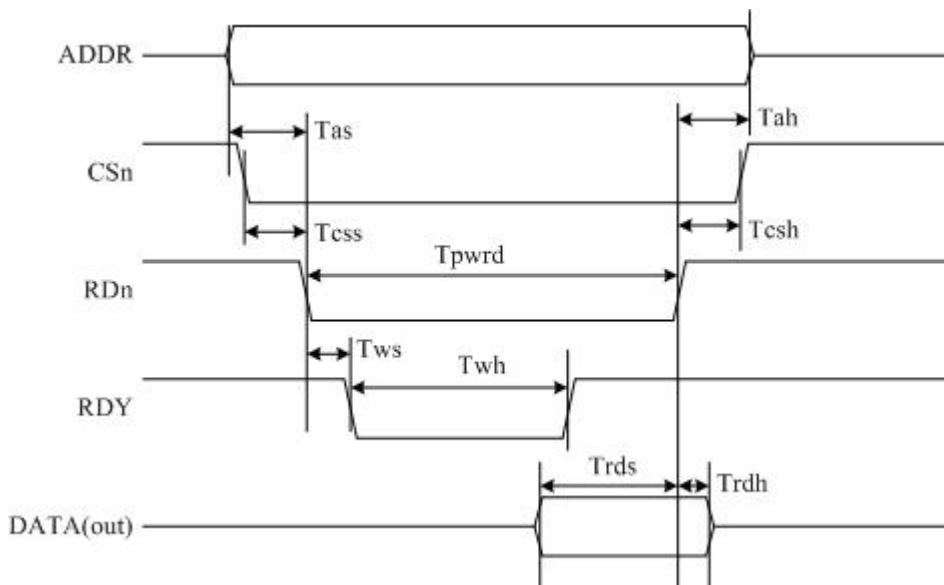 ADDR
Tas
Tah
CSn
Tcss
Tcsh
Tpwrd
RDn
Tws
Twh
RDY
Trds
Trdh
DATA(out)